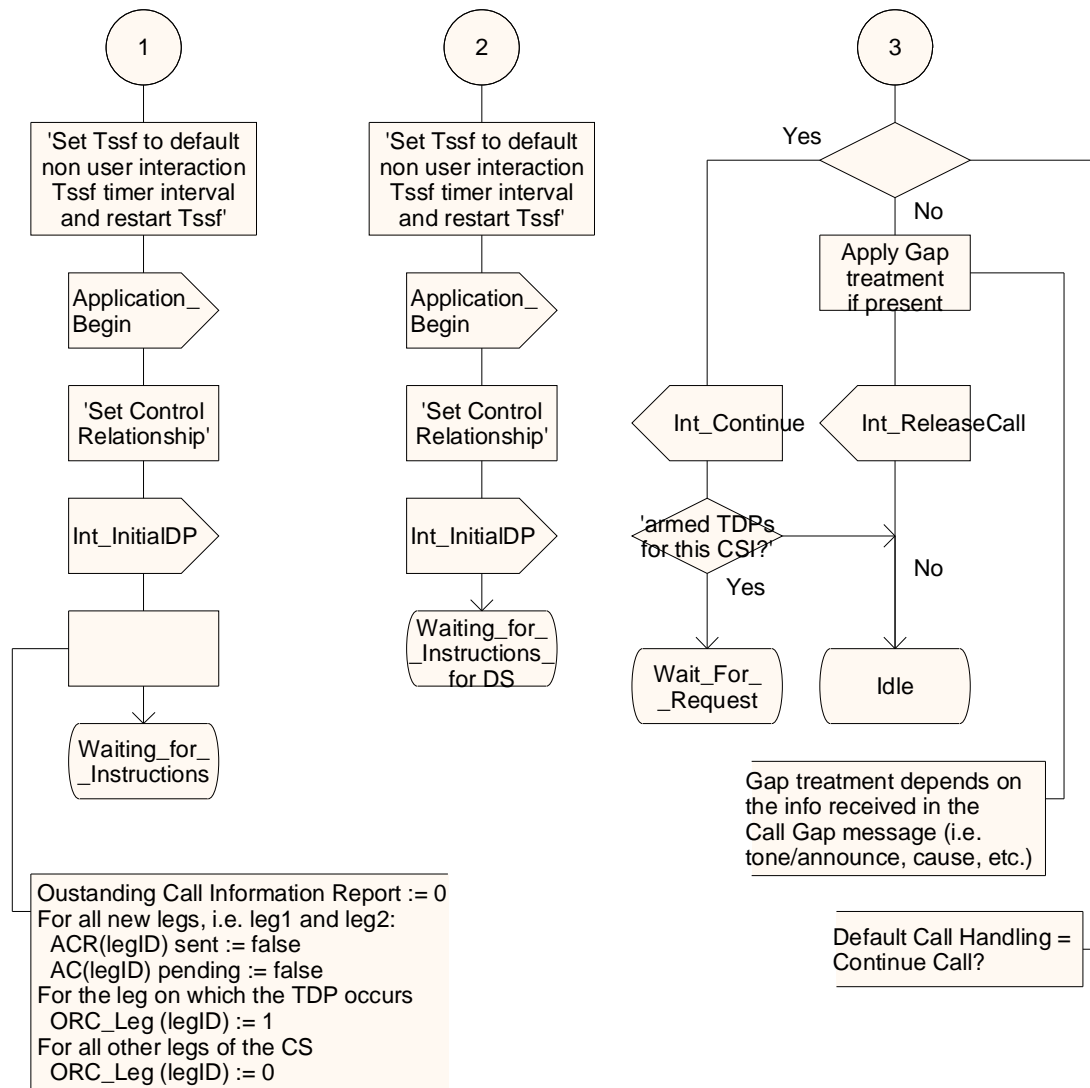 1
'Set Tssf to default
non user interaction
Tssf timer interval
and restart Tssf'
Application_
Begin
'Set Control
Relationship'
Int_InitialDP
Waiting_for_
_Instructions
Oustanding Call Information Report := 0
For all new legs, i.e. leg1 and leg2:
ACR(legID) sent := false
AC(legID) pending := false
For the leg on which the TDP occurs
ORC_Leg (legID) := 1
For all other legs of the CS
ORC_Leg (legID) := 0
2
'Set Tssf to default
non user interaction
Tssf timer interval
and restart Tssf'
Application_
Begin
'Set Control
Relationship'
Int_InitialDP
Waiting_for_
_Instructions_
for DS
3
Yes
No
Apply Gap
treatment
if present
Int_Continue
Int_ReleaseCall
'armed TDPs
for this CSI?'
No
Yes
Wait_For_
_Request
Idle
Gap treatment depends on
the info received in the
Call Gap message (i.e.
tone/announce, cause, etc.)
Default Call Handling =
Continue Call?